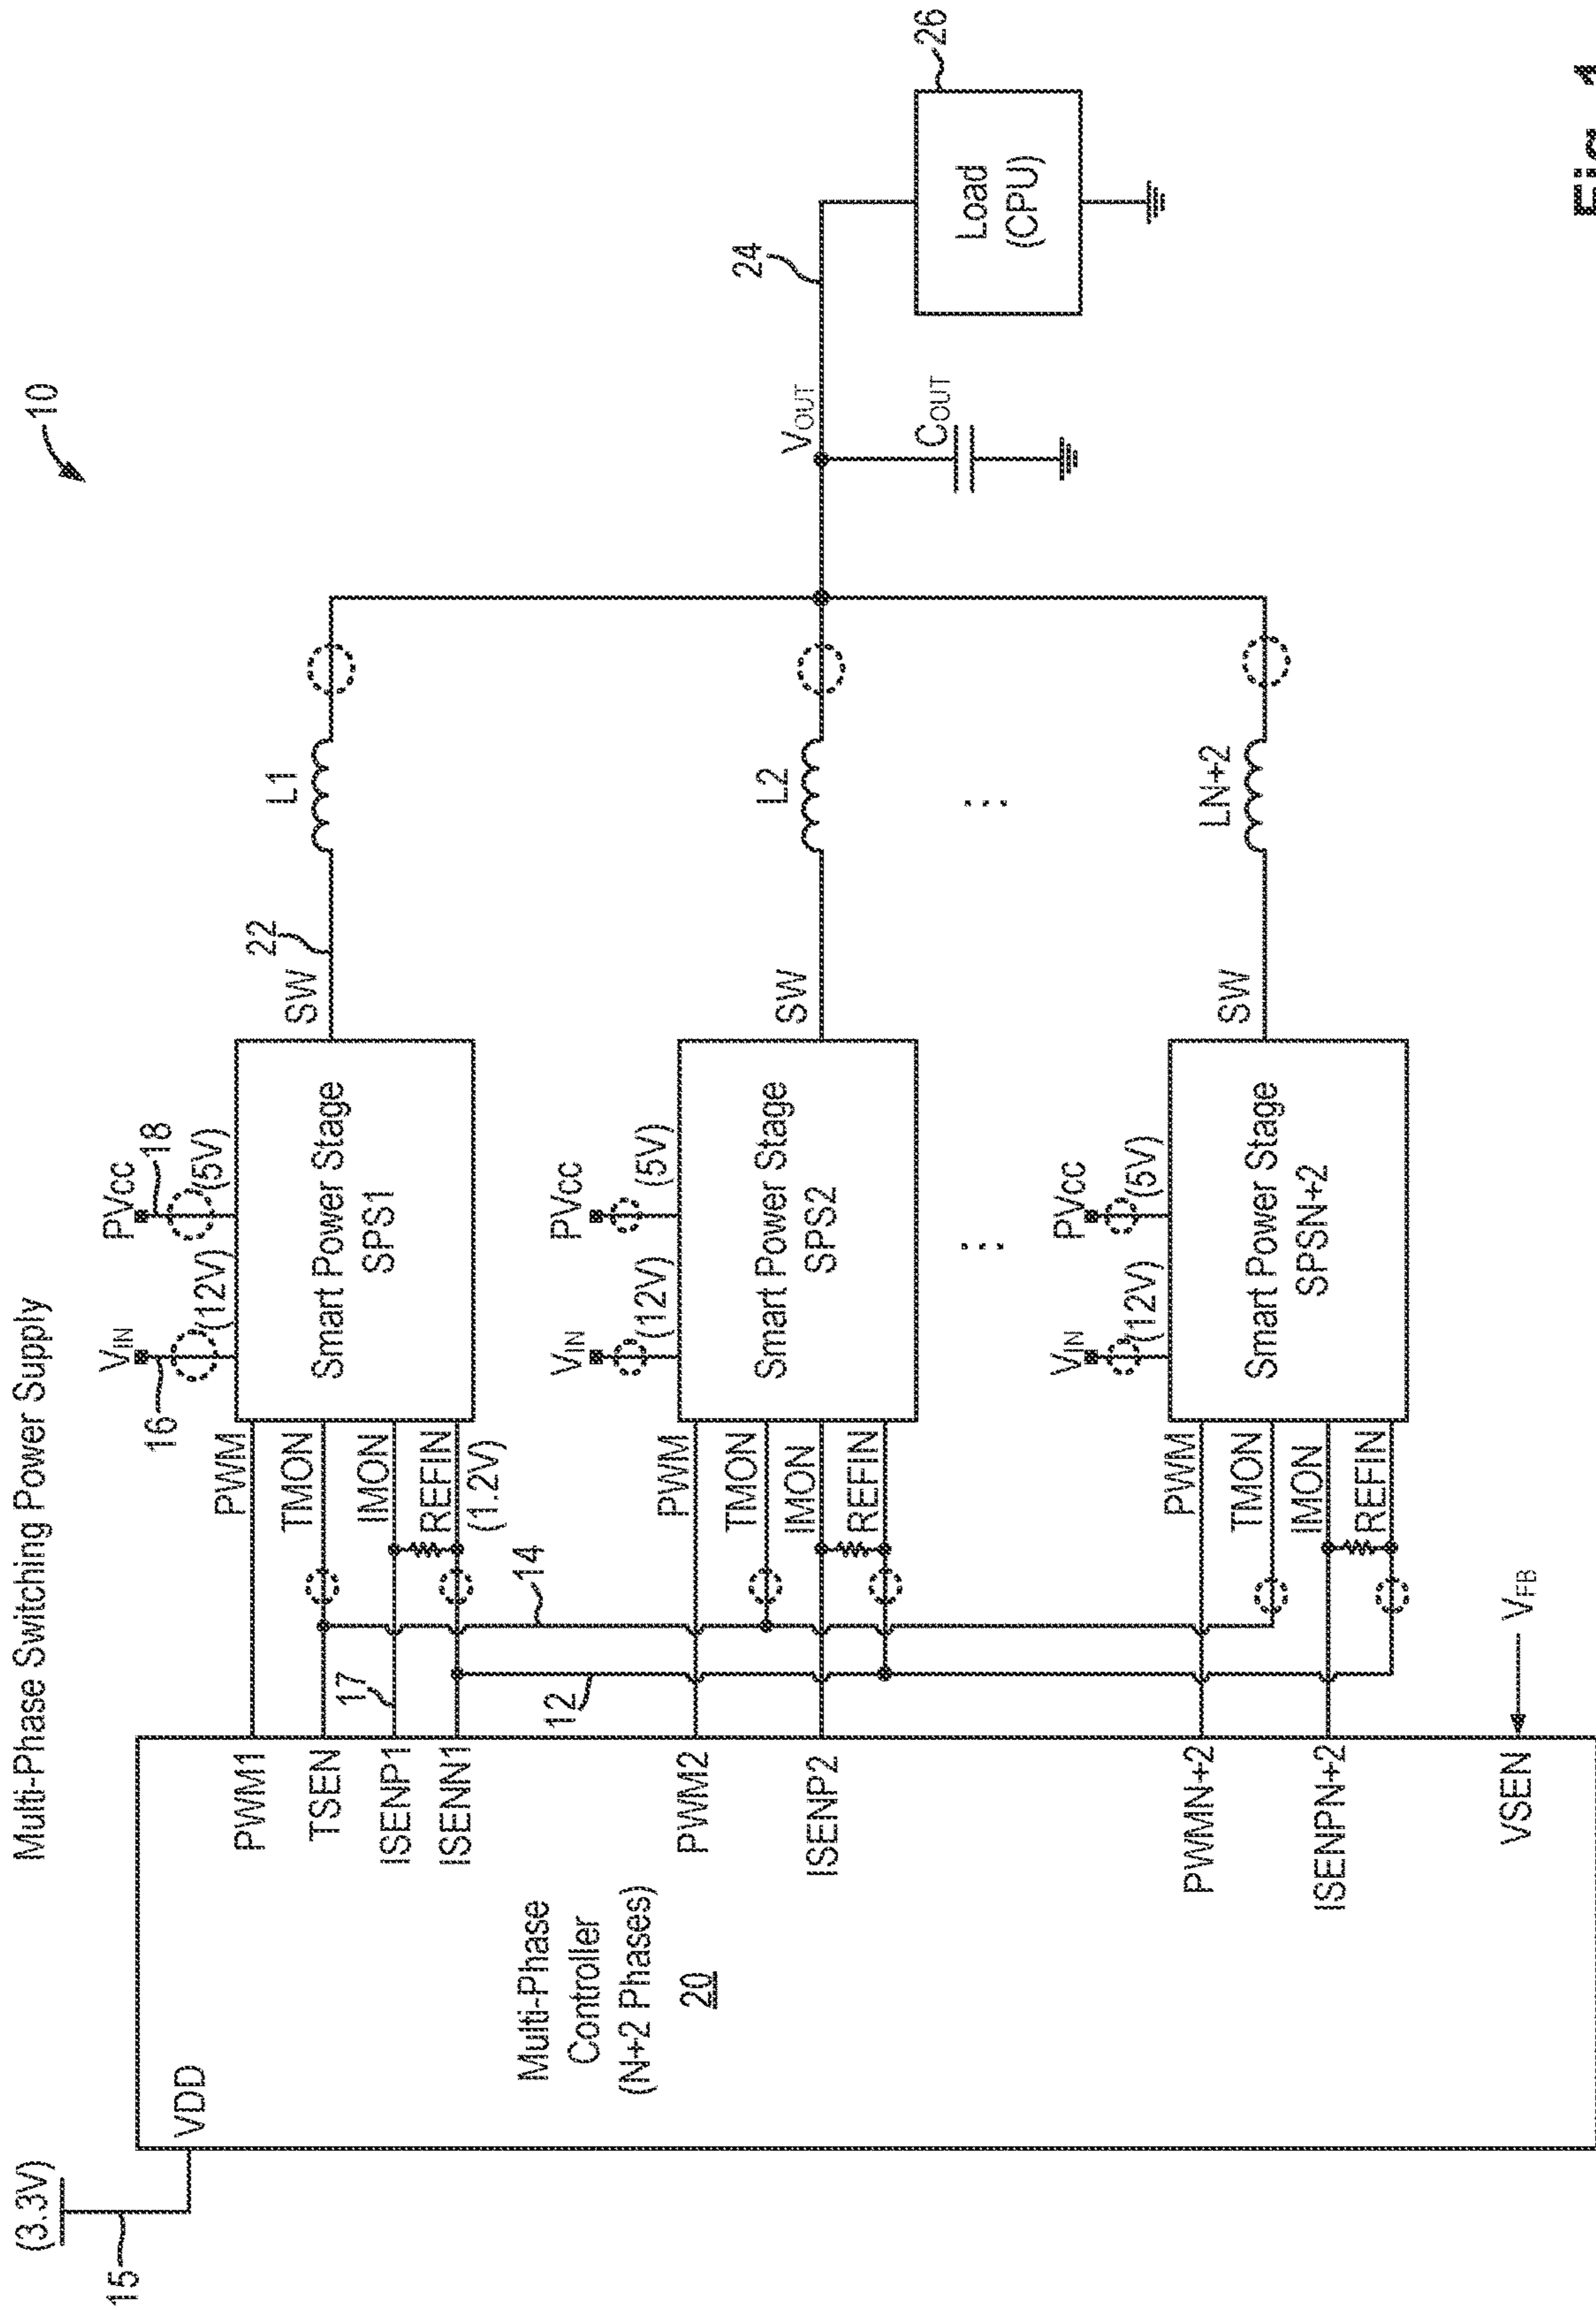 Multi-Phase Switching Power Supply
10
(3.3V)
15
VDD
Multi-Phase
Controller
(N+2 Phases)
20
PWM1
TSEN
ISENP1
ISENN1
PWM2
ISENP2
PWMN+2
ISENPN+2
VSEN
VFB
17
12
14
PWM
TMON
IMON
REFIN
(1.2V)
16
VIN
(12V)
PVcc
18
(5V)
Smart Power Stage
SPS1
SW
22
L1
PWM
TMON
IMON
REFIN
VIN
(12V)
PVcc
(5V)
Smart Power Stage
SPS2
SW
L2
PWM
TMON
IMON
REFIN
VIN
(12V)
PVcc
(5V)
Smart Power Stage
SPSN+2
SW
LN+2
VOUT
COUT
24
Load
(CPU)
26
Fig. 1